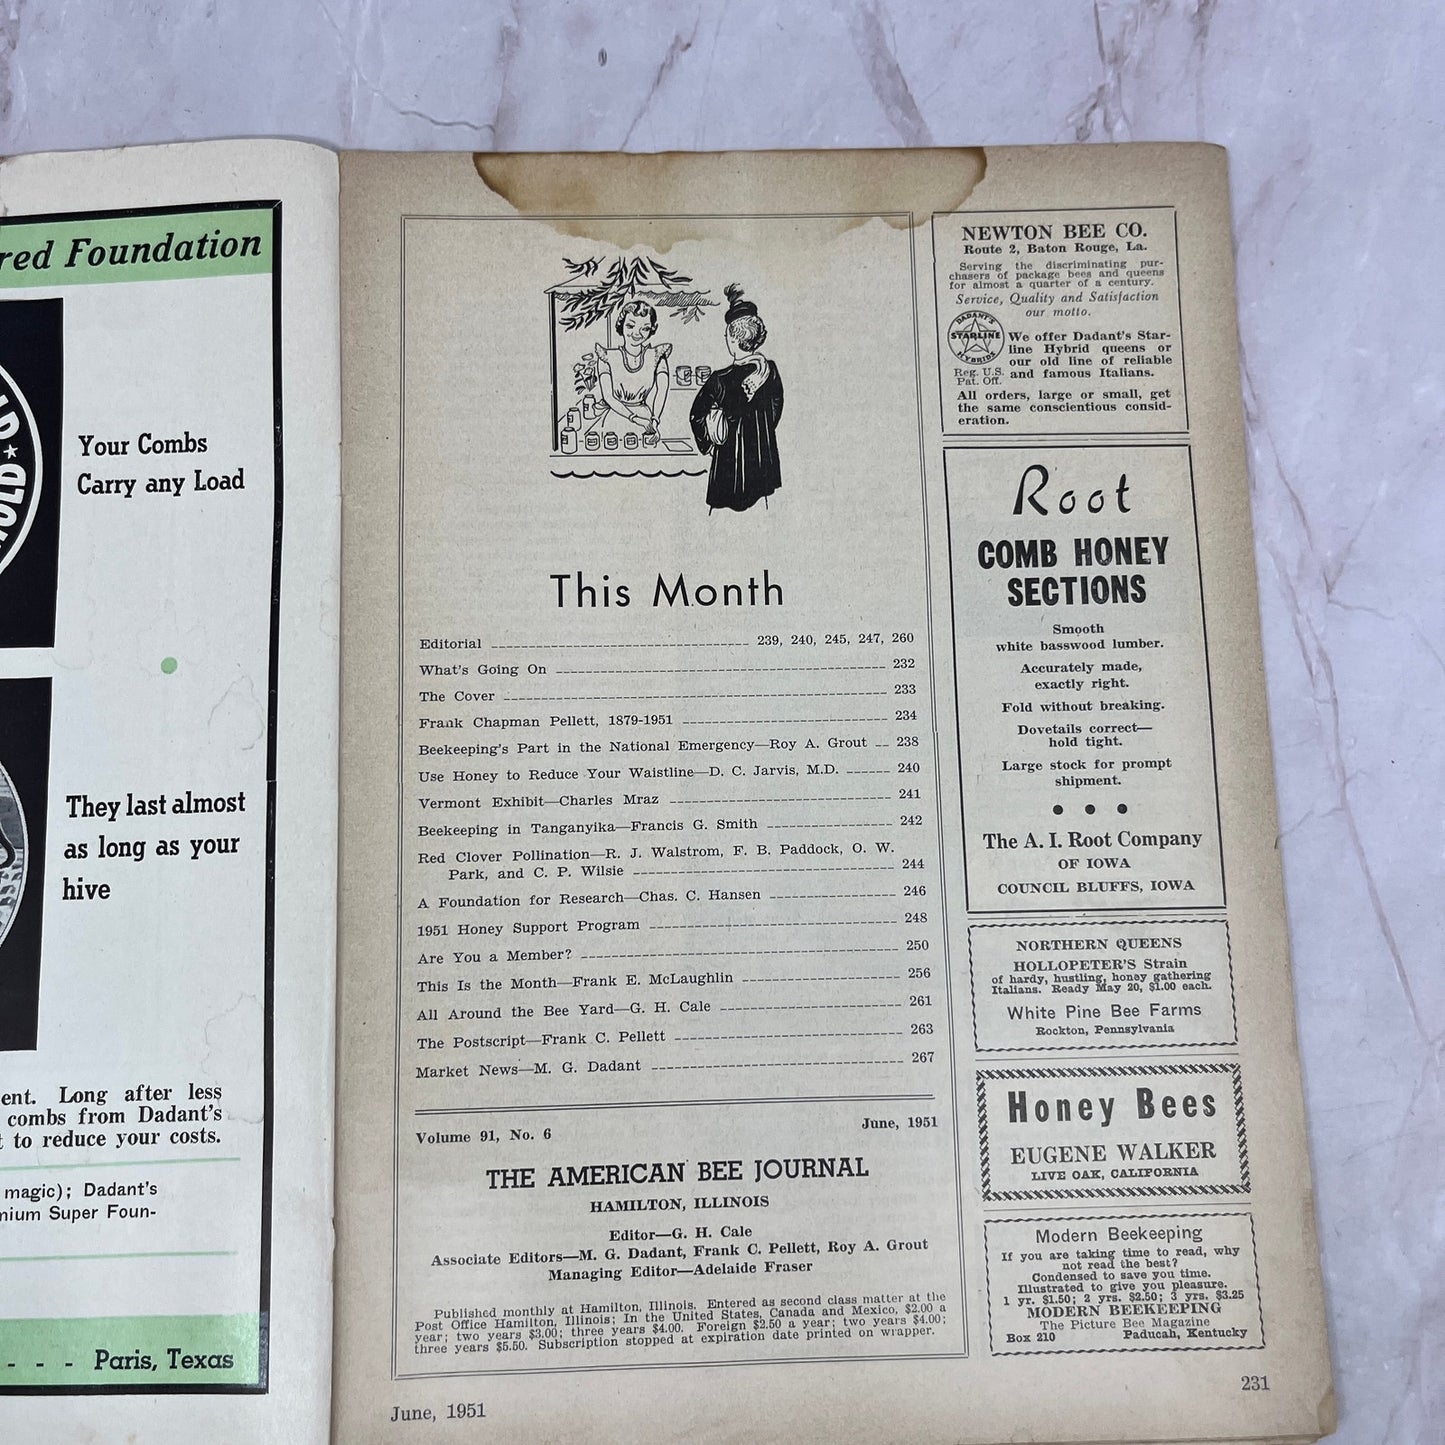 red Foundation
LD
HOLD
Your Combs
Carry any Load
They last almost
as long as your
hive
ent. Long after less
combs from Dadant's
t to reduce your costs.
magic); Dadant's
mium Super Foun-
- - - Paris, Texas
This Month
Editorial 239, 240, 245, 247, 260
What's Going On 232
The Cover 233
Frank Chapman Pellett, 1879-1951 234
Beekeeping's Part in the National Emergency—Roy A. Grout 238
Use Honey to Reduce Your Waistline—D. C. Jarvis, M.D. 240
Vermont Exhibit—Charles Mraz 241
Beekeeping in Tanganyika—Francis G. Smith 242
Red Clover Pollination—R. J. Walstrom, F. B. Paddock, O. W.
Park, and C. P. Wilsie 244
A Foundation for Research—Chas. C. Hansen 246
1951 Honey Support Program 248
Are You a Member? 250
This Is the Month—Frank E. McLaughlin 256
All Around the Bee Yard—G. H. Cale 261
The Postscript—Frank C. Pellett 263
Market News—M. G. Dadant 267
Volume 91, No. 6 June, 1951
THE AMERICAN BEE JOURNAL
HAMILTON, ILLINOIS
Editor—G. H. Cale
Associate Editors—M. G. Dadant, Frank C. Pellett, Roy A. Grout
Managing Editor—Adelaide Fraser
Published monthly at Hamilton, Illinois. Entered as second class matter at the
Post Office Hamilton, Illinois; In the United States, Canada and Mexico, $2.00 a
year; two years $3.00; three years $4.00. Foreign $2.50 a year; two years $4.00;
three years $5.50. Subscription stopped at expiration date printed on wrapper.
June, 1951
NEWTON BEE CO.
Route 2, Baton Rouge, La.
Serving the discriminating pur-
chasers of package bees and queens
for almost a quarter of a century.
Service, Quality and Satisfaction
our motto.
DADANT'S
STARLINE
HYBRIDS
Reg. U.S.
Pat. Off.
We offer Dadant's Star-
line Hybrid queens or
our old line of reliable
and famous Italians.
All orders, large or small, get
the same conscientious consid-
eration.
Root
COMB HONEY
SECTIONS
Smooth
white basswood lumber.
Accurately made,
exactly right.
Fold without breaking.
Dovetails correct—
hold tight.
Large stock for prompt
shipment.
The A. I. Root Company
OF IOWA
COUNCIL BLUFFS, IOWA
NORTHERN QUEENS
HOLLOPETER'S Strain
of hardy, hustling, honey gathering
Italians. Ready May 20, $1.00 each.
White Pine Bee Farms
Rockton, Pennsylvania
Honey Bees
EUGENE WALKER
LIVE OAK, CALIFORNIA
Modern Beekeeping
If you are taking time to read, why
not read the best?
Condensed to save you time.
Illustrated to give you pleasure.
1 yr. $1.50; 2 yrs. $2.50; 3 yrs. $3.25
MODERN BEEKEEPING
The Picture Bee Magazine
Box 210 Paducah, Kentucky
231